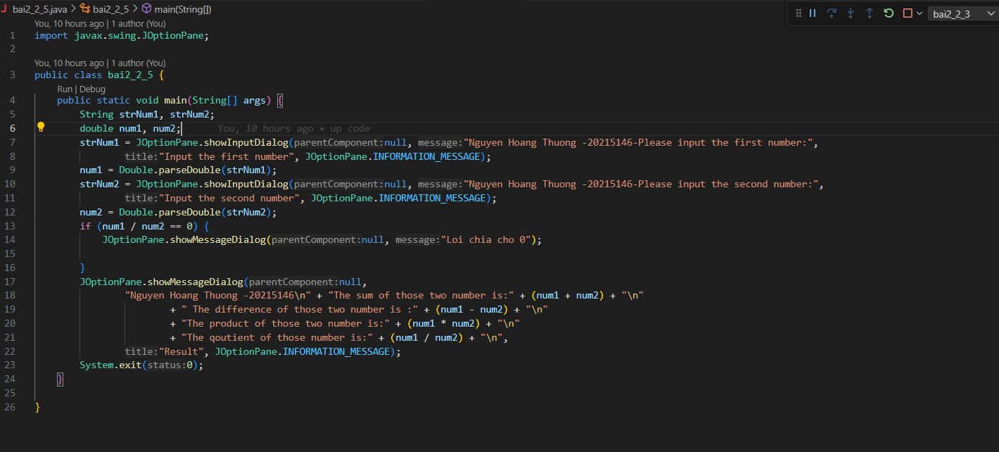 bai2_2_5.java > bai2_2_5 > main(String[])
bai2_2_3
You, 10 hours ago | 1 author (You)
1 import javax.swing.JOptionPane;
2
You, 10 hours ago | 1 author (You)
3 public class bai2_2_5 {
Run | Debug
4 public static void main(String[] args) {
5 String strNum1, strNum2;
6 double num1, num2; You, 10 hours ago • up code
7 strNum1 = JOptionPane.showInputDialog(parentComponent:null, message:"Nguyen Hoang Thuong -20215146-Please input the first number:",
8 title:"Input the first number", JOptionPane.INFORMATION_MESSAGE);
9 num1 = Double.parseDouble(strNum1);
10 strNum2 = JOptionPane.showInputDialog(parentComponent:null, message:"Nguyen Hoang Thuong -20215146-Please input the second number:",
11 title:"Input the second number", JOptionPane.INFORMATION_MESSAGE);
12 num2 = Double.parseDouble(strNum2);
13 if (num1 / num2 == 0) {
14 JOptionPane.showMessageDialog(parentComponent:null, message:"Loi chia cho 0");
15
16 }
17 JOptionPane.showMessageDialog(parentComponent:null,
18 "Nguyen Hoang Thuong -20215146\n" + "The sum of those two number is:" + (num1 + num2) + "\n"
19 + " The difference of those two number is :" + (num1 - num2) + "\n"
20 + "The product of those two number is:" + (num1 * num2) + "\n"
21 + "The qoutient of those number is:" + (num1 / num2) + "\n",
22 title:"Result", JOptionPane.INFORMATION_MESSAGE);
23 System.exit(status:0);
24 }
25
26 }